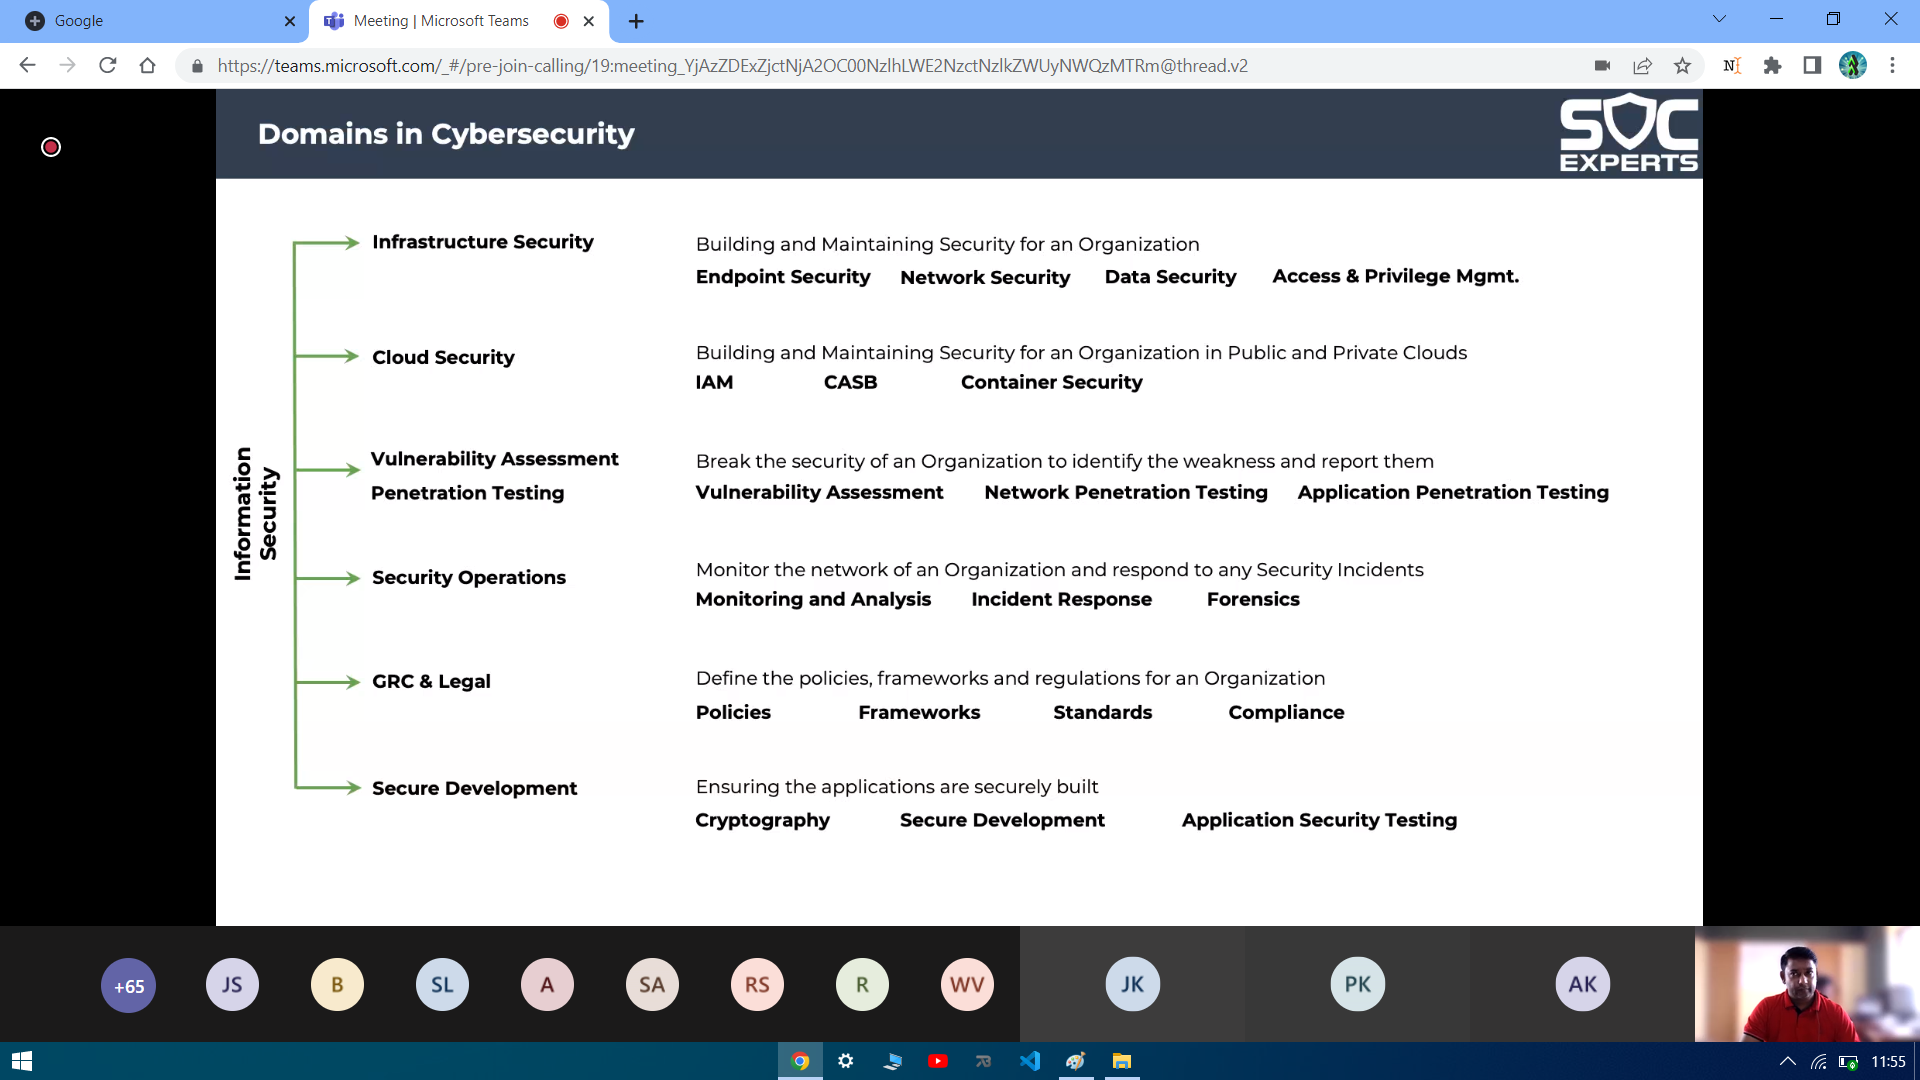 Google
Meeting | Microsoft Teams
https://teams.microsoft.com/_#/pre-join-calling/19:meeting_YjAzZDExZjctNjA2OC00NzlhLWE2NzctNzlkZWUyNWQzMTRm@thread.v2
Domains in Cybersecurity
SOC
EXPERTS
Information
Security
Infrastructure Security
Building and Maintaining Security for an Organization
Endpoint Security Network Security Data Security Access & Privilege Mgmt.
Cloud Security
Building and Maintaining Security for an Organization in Public and Private Clouds
IAM CASB Container Security
Vulnerability Assessment
Penetration Testing
Break the security of an Organization to identify the weakness and report them
Vulnerability Assessment Network Penetration Testing Application Penetration Testing
Security Operations
Monitor the network of an Organization and respond to any Security Incidents
Monitoring and Analysis Incident Response Forensics
GRC & Legal
Define the policies, frameworks and regulations for an Organization
Policies Frameworks Standards Compliance
Secure Development
Ensuring the applications are securely built
Cryptography Secure Development Application Security Testing
+65 JS B SL A SA RS R WV JK PK AK
11:55